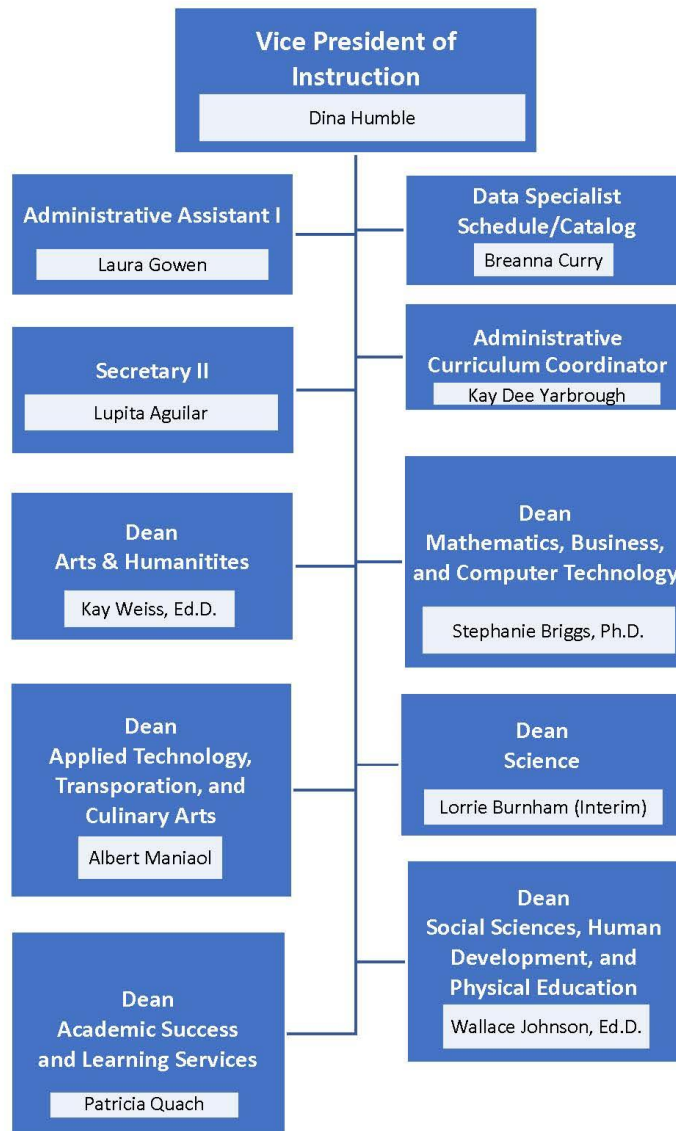 Vice President of
Instruction
Dina Humble
Administrative Assistant I
Laura Gowen
Data Specialist
Schedule/Catalog
Breanna Curry
Secretary II
Lupita Aguilar
Administrative
Curriculum Coordinator
Kay Dee Yarbrough
Dean
Arts & Humanitites
Kay Weiss, Ed.D.
Dean
Mathematics, Business,
and Computer Technology
Stephanie Briggs, Ph.D.
Dean
Applied Technology,
Transporation, and
Culinary Arts
Albert Maniaol
Dean
Science
Lorrie Burnham (Interim)
Dean
Social Sciences, Human
Development, and
Physical Education
Wallace Johnson, Ed.D.
Dean
Academic Success
and Learning Services
Patricia Quach